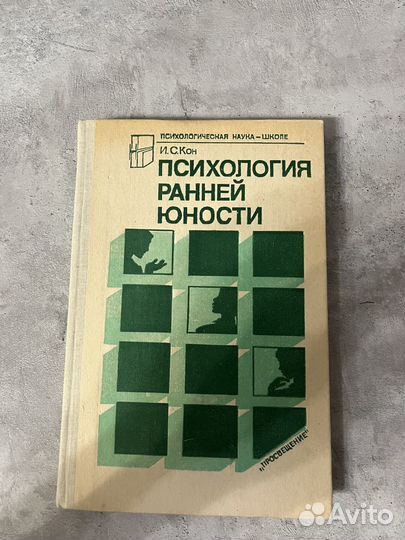 ПСИХОЛОГИЧЕСКАЯ НАУКА – ШКОЛЕ
И. С. Кон
ПСИХОЛОГИЯ
РАННЕЙ
ЮНОСТИ
„ПРОСВЕЩЕНИЕ"
Avito